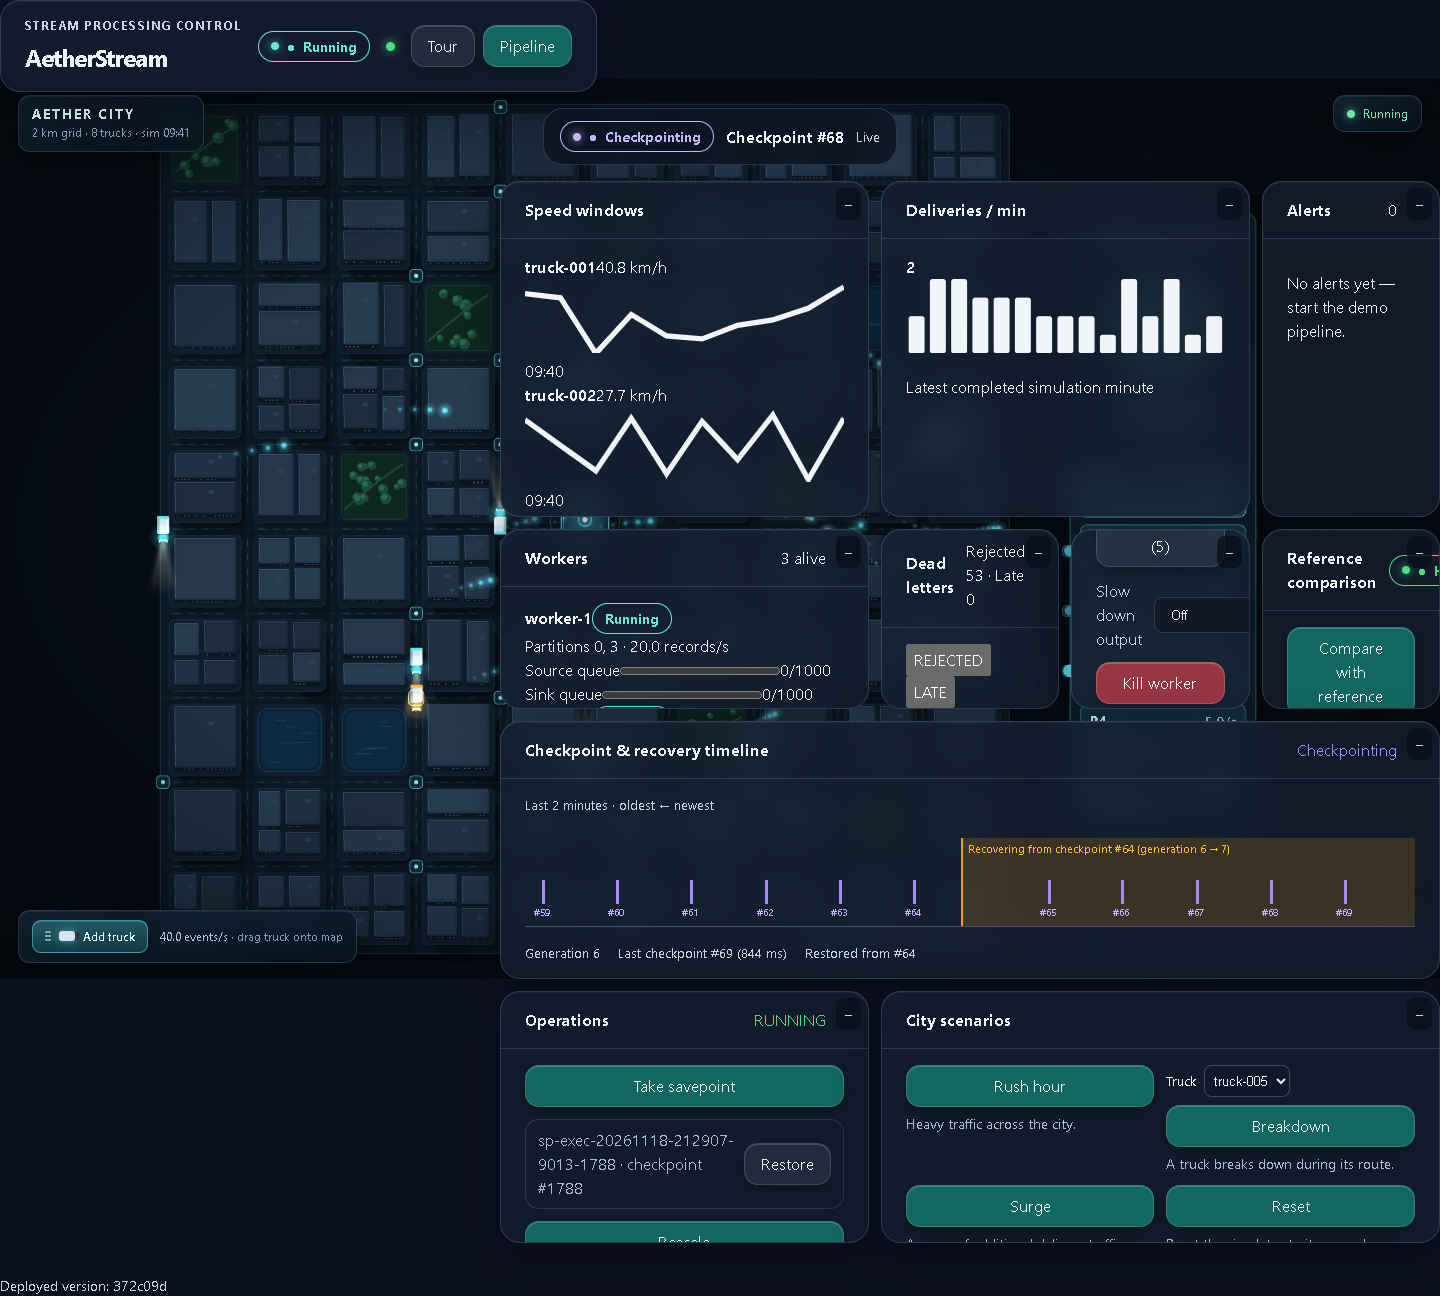 STREAM PROCESSING CONTROL
AetherStream
Running
Tour
Pipeline
AETHER CITY
2 km grid · 8 trucks · sim 09:41
Checkpointing
Checkpoint #68
Live
Running
Speed windows
–
truck-00140.8 km/h
09:40
truck-00227.7 km/h
09:40
Deliveries / min
–
2
Latest completed simulation minute
Alerts
0
–
No alerts yet —
start the demo
pipeline.
Workers
3 alive
–
worker-1
Running
Partitions 0, 3 · 20.0 records/s
Source queue 0/1000
Sink queue 0/1000
Dead
letters
Rejected
53 · Late
0
–
REJECTED
LATE
(5)
–
Slow
down
output
Off
Kill worker
Reference
comparison
–
Compare
with
reference
Checkpoint & recovery timeline
Checkpointing
–
Last 2 minutes · oldest ← newest
Recovering from checkpoint #64 (generation 6 → 7)
#59
#60
#61
#62
#63
#64
#65
#66
#67
#68
#69
Generation 6
Last checkpoint #69 (844 ms)
Restored from #64
Add truck
40.0 events/s · drag truck onto map
Operations
RUNNING
–
Take savepoint
sp-exec-20261118-212907-
9013-1788 · checkpoint
#1788
Restore
City scenarios
–
Rush hour
Heavy traffic across the city.
Truck
truck-005
Breakdown
A truck breaks down during its route.
Surge
Reset
Deployed version: 372c09d